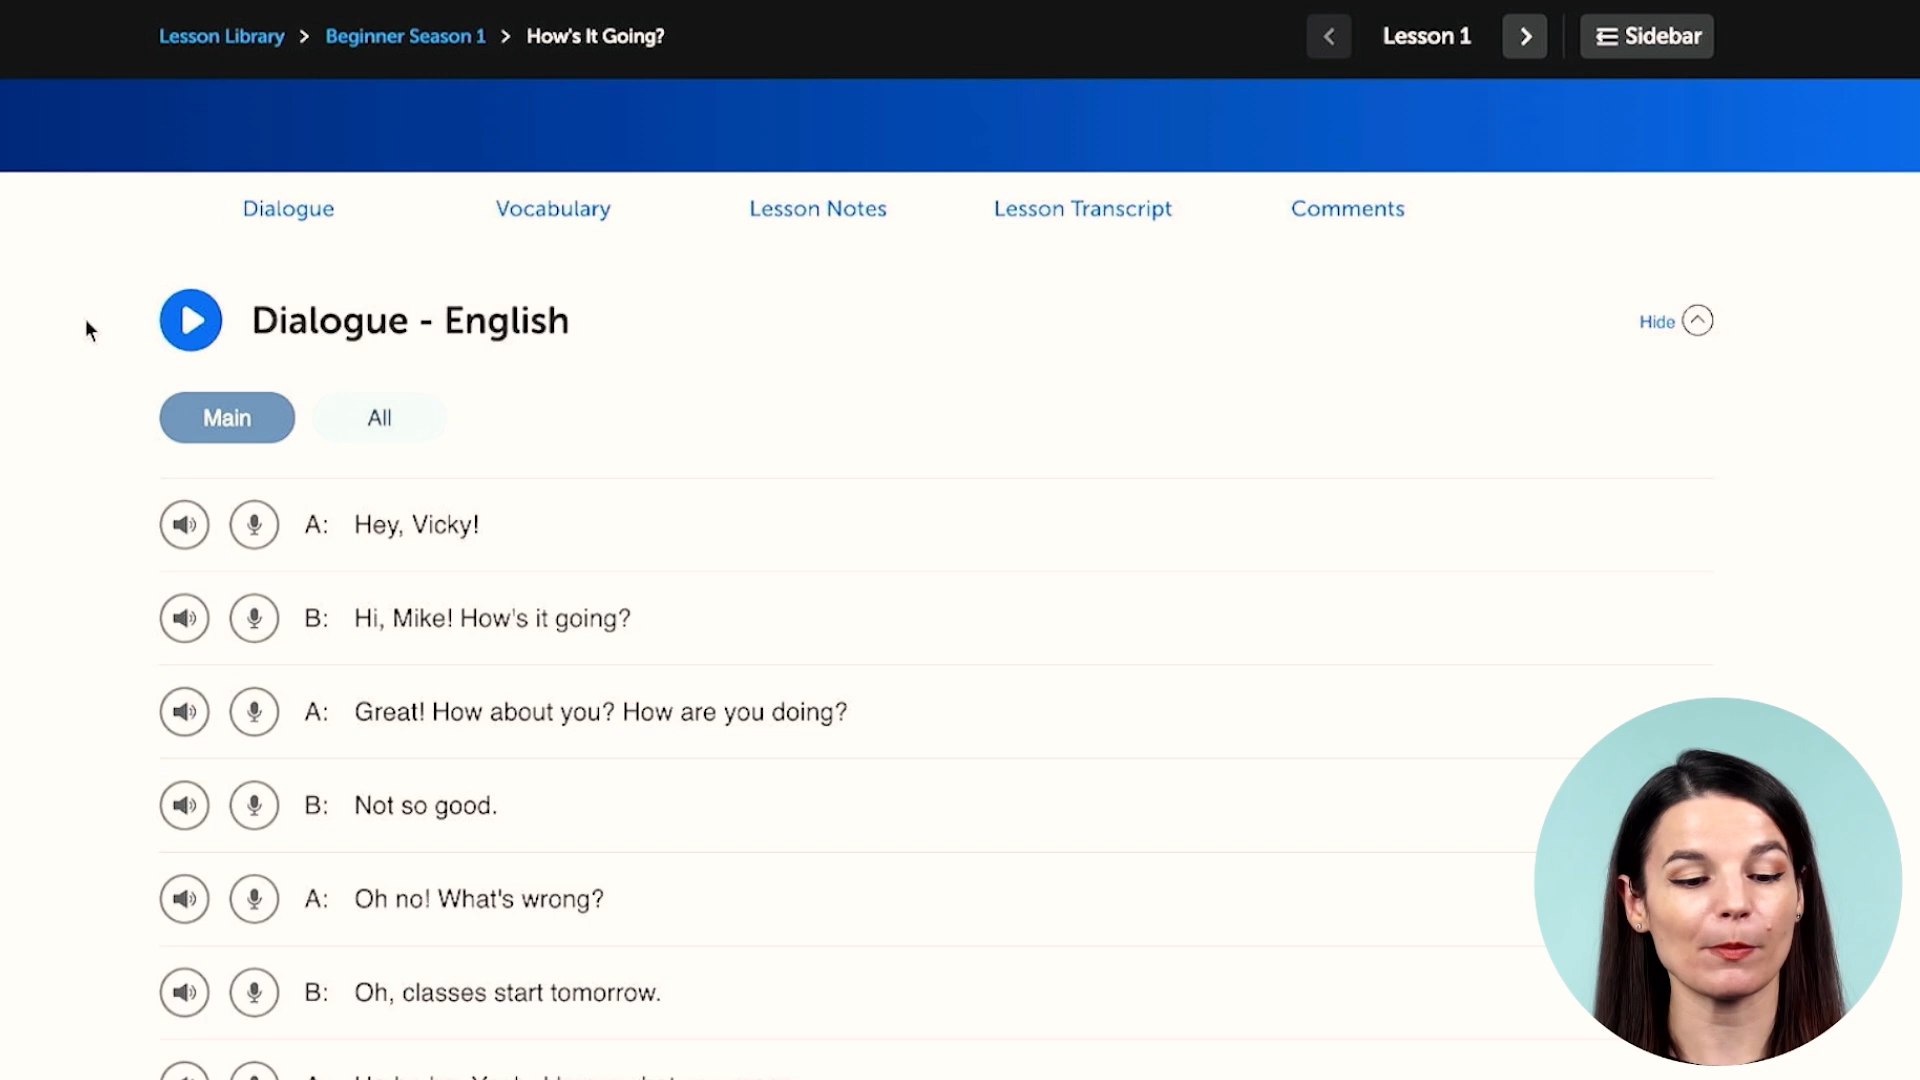 Lesson Library > Beginner Season 1 > How's It Going?
< Lesson 1 > Sidebar
Dialogue Vocabulary Lesson Notes Lesson Transcript Comments
Dialogue - English
Hide
Main All
A: Hey, Vicky!
B: Hi, Mike! How's it going?
A: Great! How about you? How are you doing?
B: Not so good.
A: Oh no! What's wrong?
B: Oh, classes start tomorrow.